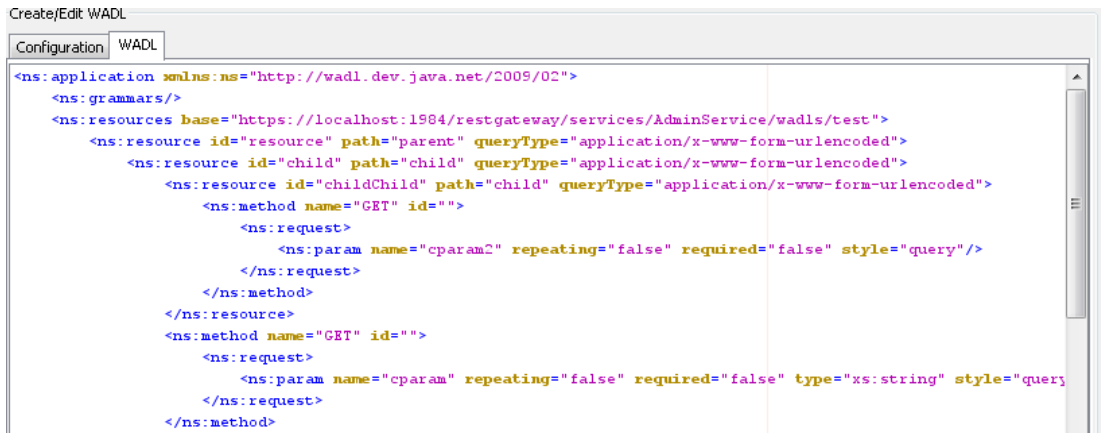 Create/Edit WADL
Configuration WADL
<ns:application xmlns:ns="http://wadl.dev.java.net/2009/02">
<ns:grammars/>
<ns:resources base="https://localhost:1984/restgateway/services/AdminService/wadls/test">
<ns:resource id="resource" path="parent" queryType="application/x-www-form-urlencoded">
<ns:resource id="child" path="child" queryType="application/x-www-form-urlencoded">
<ns:resource id="childChild" path="child" queryType="application/x-www-form-urlencoded">
<ns:method name="GET" id="">
<ns:request>
<ns:param name="cparam2" repeating="false" required="false" style="query"/>
</ns:request>
</ns:method>
</ns:resource>
<ns:method name="GET" id="">
<ns:request>
<ns:param name="cparam" repeating="false" required="false" type="xs:string" style="query
</ns:request>
</ns:method>